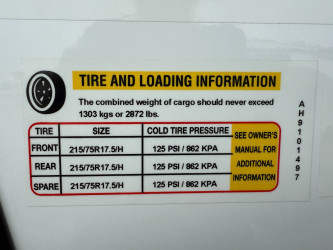 TIRE AND LOADING INFORMATION
The combined weight of cargo should never exceed
1303 kgs or 2872 lbs.
TIRE SIZE COLD TIRE PRESSURE
FRONT 215/75R17.5/H 125 PSI / 862 KPA
REAR 215/75R17.5/H 125 PSI / 862 KPA
SPARE 215/75R17.5/H 125 PSI / 862 KPA
SEE OWNER'S
MANUAL FOR
ADDITIONAL
INFORMATION
AH9101497